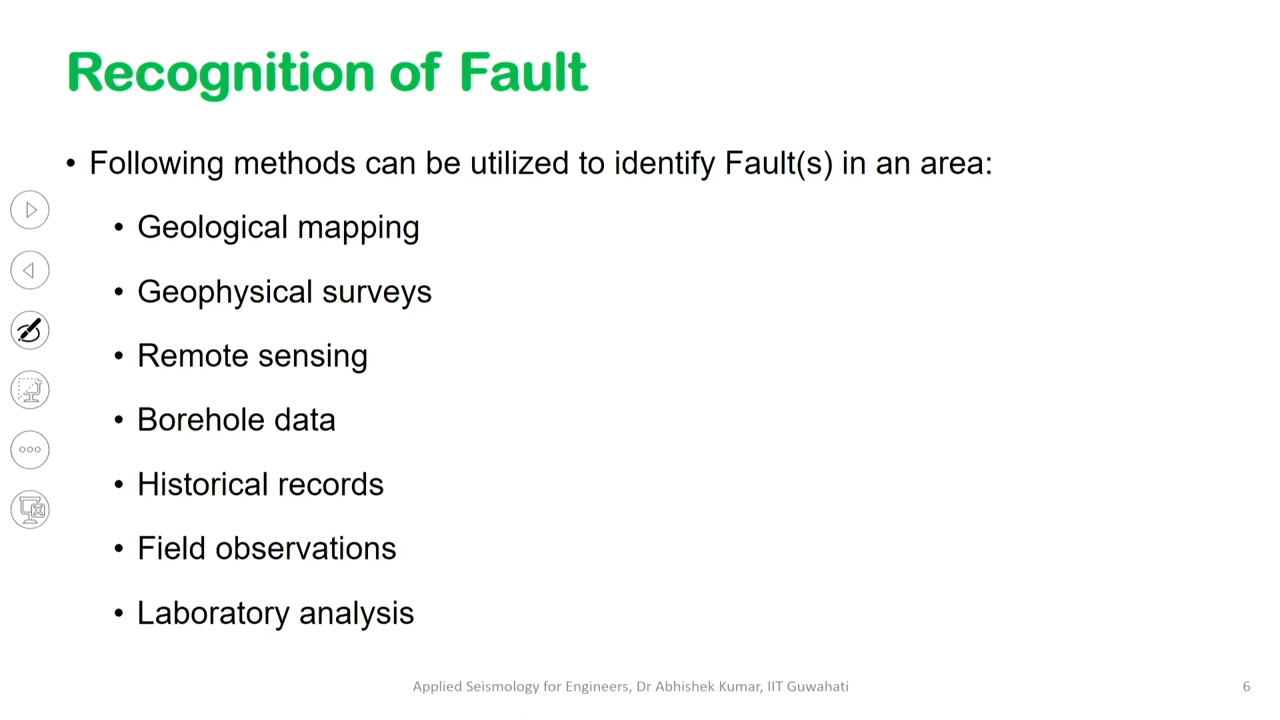 Recognition of Fault
• Following methods can be utilized to identify Fault(s) in an area:
• Geological mapping
• Geophysical surveys
• Remote sensing
• Borehole data
• Historical records
• Field observations
• Laboratory analysis
Applied Seismology for Engineers, Dr Abhishek Kumar, IIT Guwahati
6